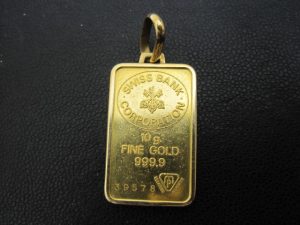 SWISS BANK
CORPORATION
10 g
FINE GOLD
999,9
39578